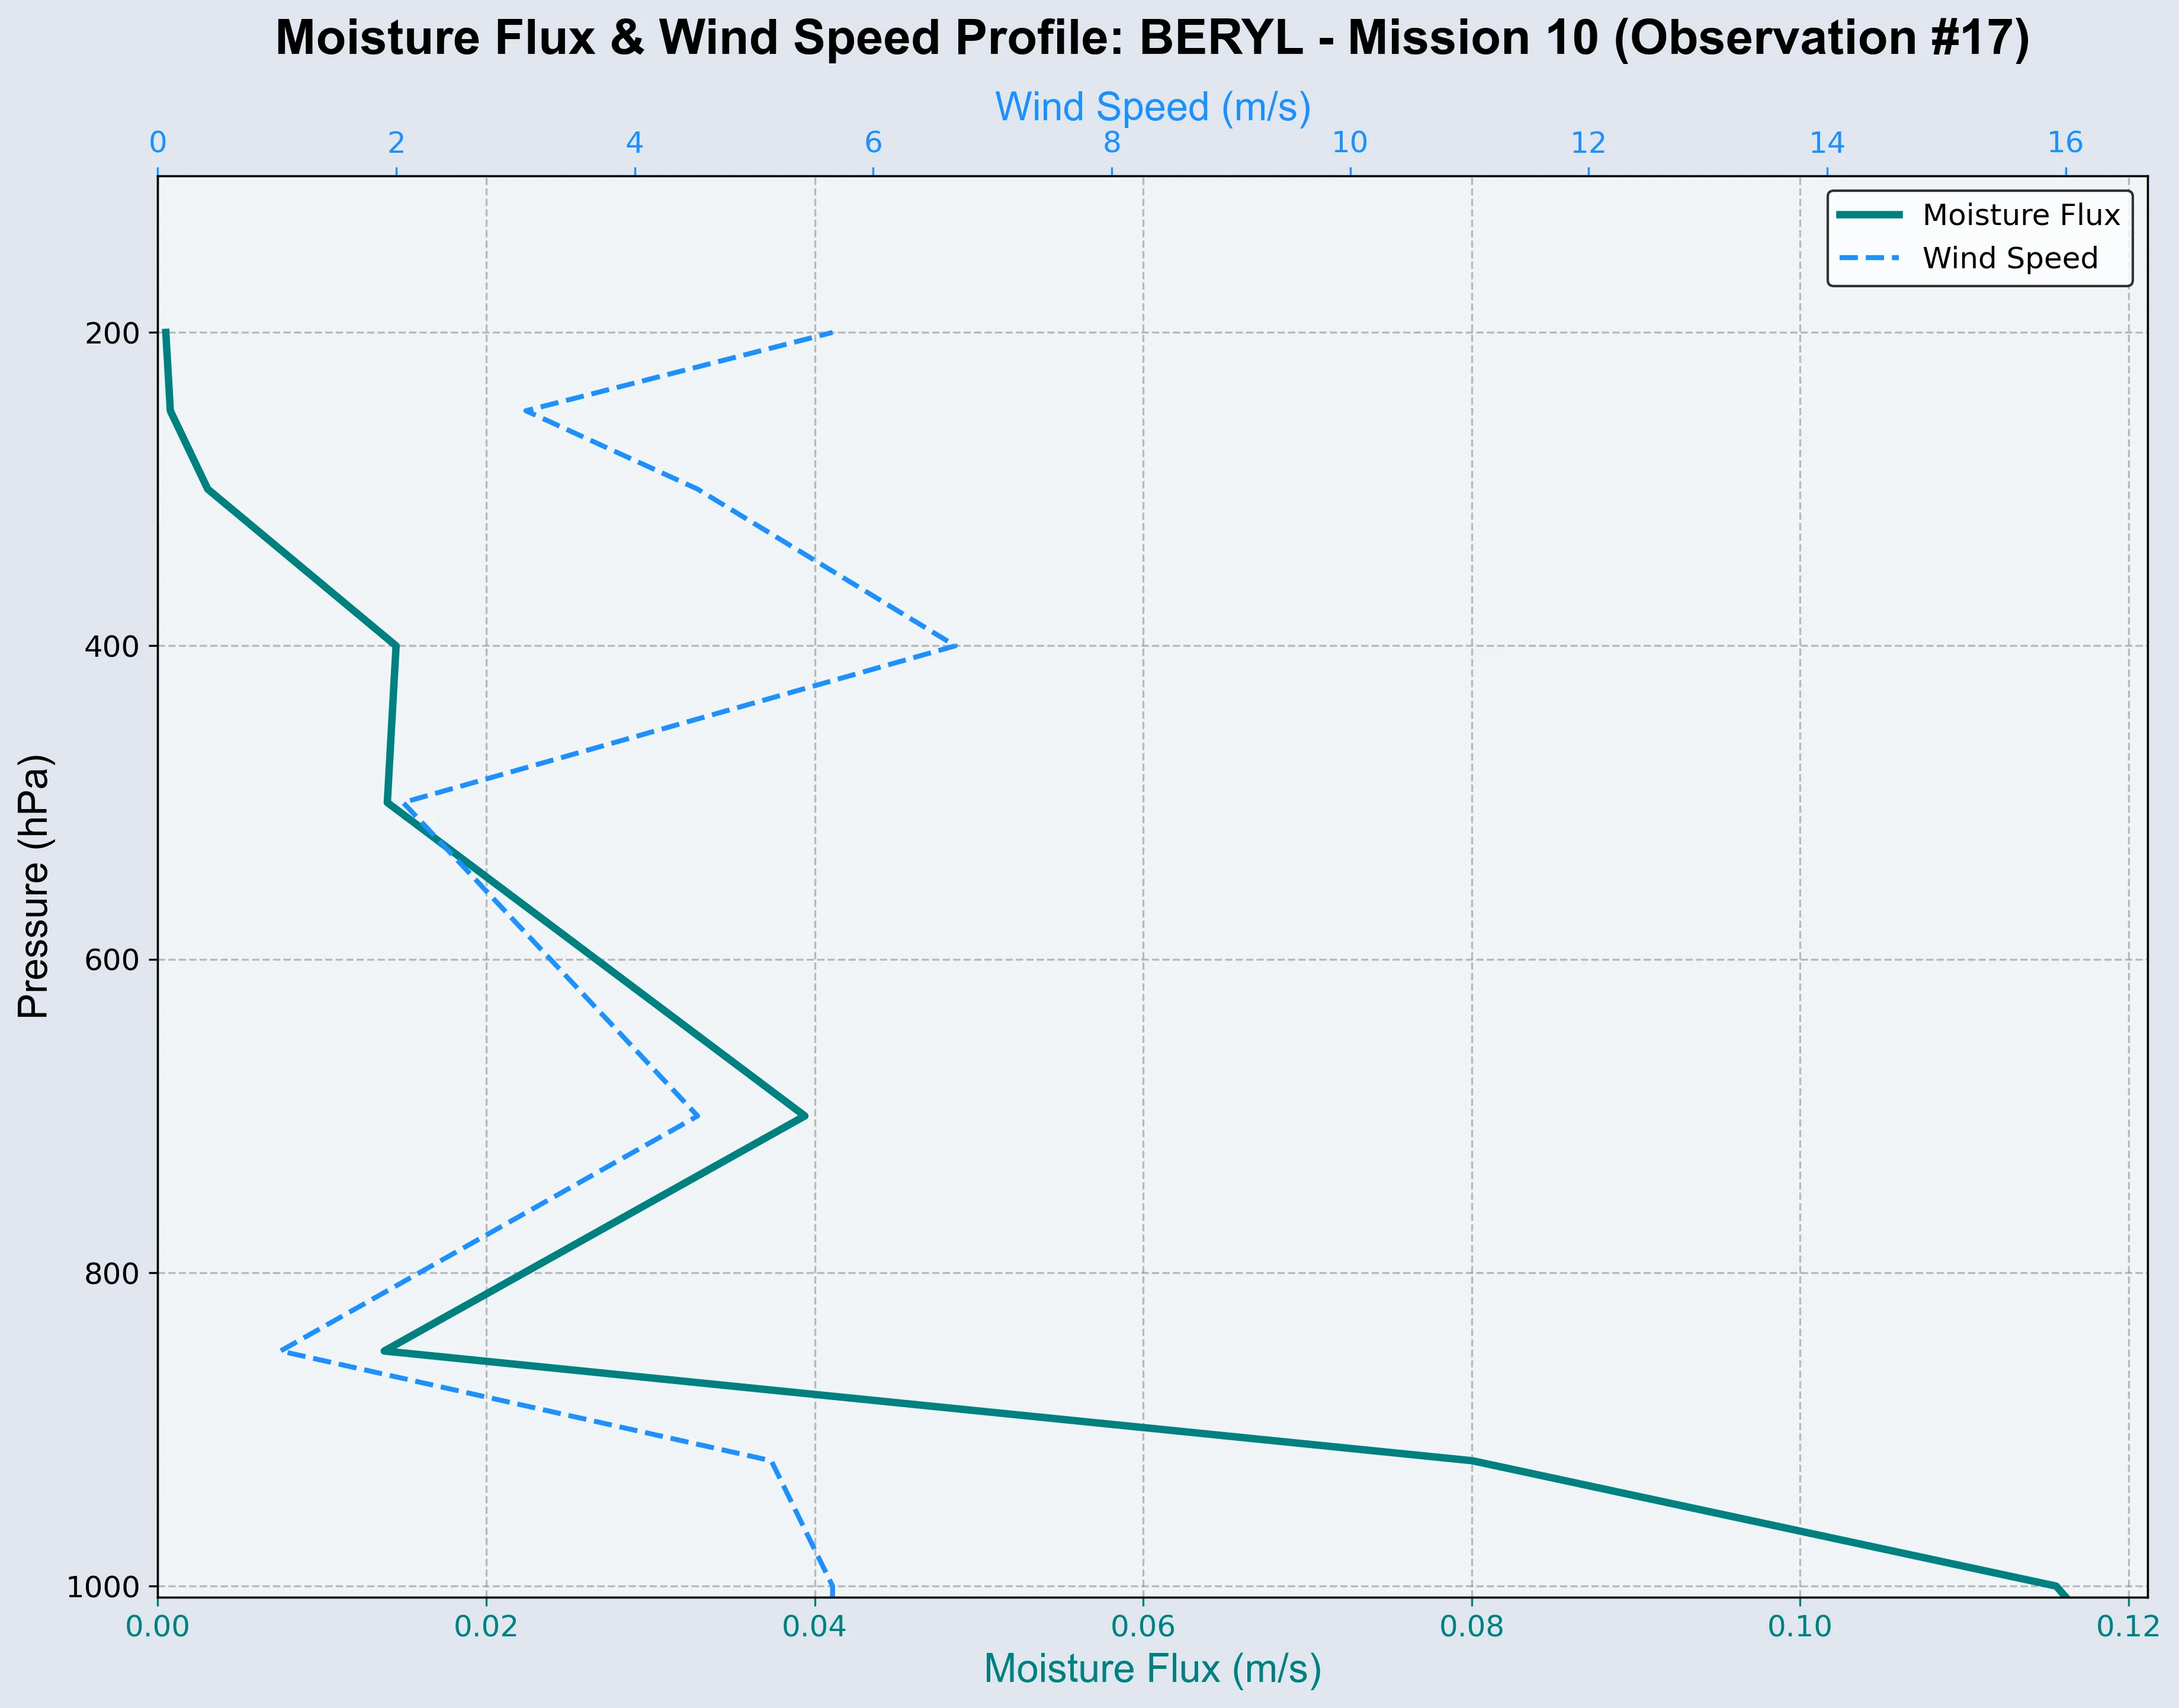 Moisture Flux & Wind Speed Profile: BERYL - Mission 10 (Observation #17)
Wind Speed (m/s)
0 2 4 6 8 10 12 14 16
Moisture Flux
Wind Speed
200
400
600
800
1000
Pressure (hPa)
0.00 0.02 0.04 0.06 0.08 0.10 0.12
Moisture Flux (m/s)